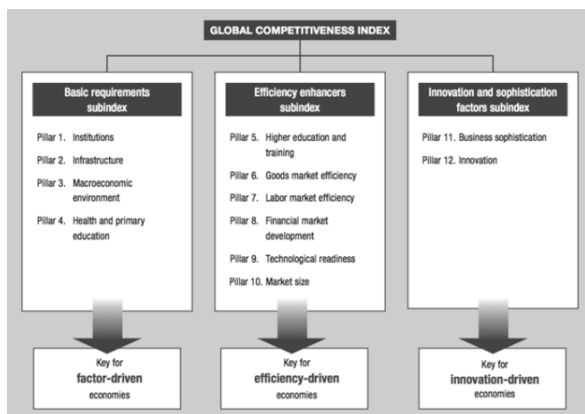 GLOBAL COMPETITIVENESS INDEX
Basic requirements
subindex
Pillar 1. Institutions
Pillar 2. Infrastructure
Pillar 3. Macroeconomic
environment
Pillar 4. Health and primary
education
Key for
factor-driven
economies
Efficiency enhancers
subindex
Pillar 5. Higher education and
training
Pillar 6. Goods market efficiency
Pillar 7. Labor market efficiency
Pillar 8. Financial market
development
Pillar 9. Technological readiness
Pillar 10. Market size
Key for
efficiency-driven
economies
Innovation and sophistication
factors subindex
Pillar 11. Business sophistication
Pillar 12. Innovation
Key for
innovation-driven
economies